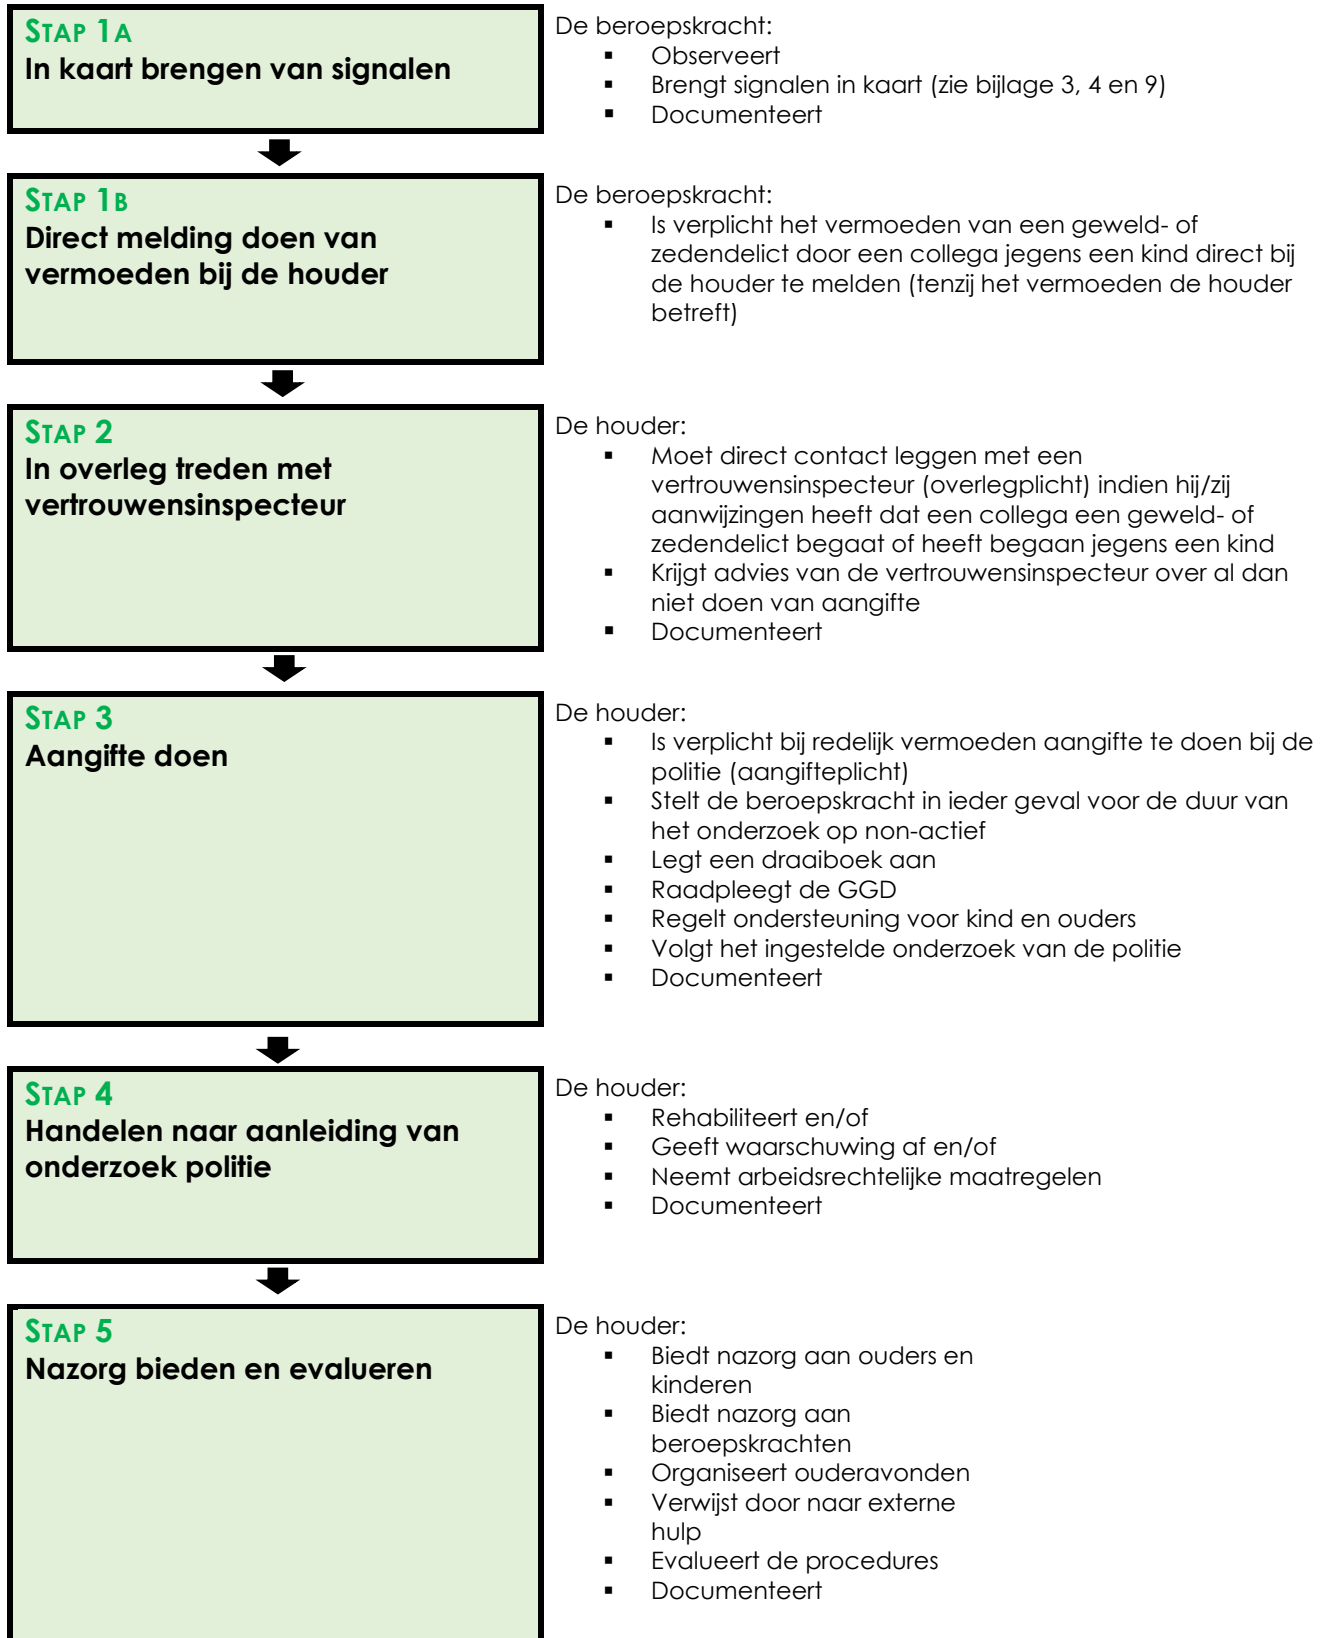 STAP 1A
In kaart brengen van signalen
De beroepskracht:
▪ Observeert
▪ Brengt signalen in kaart (zie bijlage 3, 4 en 9)
▪ Documenteert
STAP 1B
Direct melding doen van
vermoeden bij de houder
De beroepskracht:
▪ Is verplicht het vermoeden van een geweld- of
zedendelict door een collega jegens een kind direct bij
de houder te melden (tenzij het vermoeden de houder
betreft)
STAP 2
In overleg treden met
vertrouwensinspecteur
De houder:
▪ Moet direct contact leggen met een
vertrouwensinspecteur (overlegplicht) indien hij/zij
aanwijzingen heeft dat een collega een geweld- of
zedendelict begaat of heeft begaan jegens een kind
▪ Krijgt advies van de vertrouwensinspecteur over al dan
niet doen van aangifte
▪ Documenteert
STAP 3
Aangifte doen
De houder:
▪ Is verplicht bij redelijk vermoeden aangifte te doen bij de
politie (aangifteplicht)
▪ Stelt de beroepskracht in ieder geval voor de duur van
het onderzoek op non-actief
▪ Legt een draaiboek aan
▪ Raadpleegt de GGD
▪ Regelt ondersteuning voor kind en ouders
▪ Volgt het ingestelde onderzoek van de politie
▪ Documenteert
STAP 4
Handelen naar aanleiding van
onderzoek politie
De houder:
▪ Rehabiliteert en/of
▪ Geeft waarschuwing af en/of
▪ Neemt arbeidsrechtelijke maatregelen
▪ Documenteert
STAP 5
Nazorg bieden en evalueren
De houder:
▪ Biedt nazorg aan ouders en
kinderen
▪ Biedt nazorg aan
beroepskrachten
▪ Organiseert ouderavonden
▪ Verwijst door naar externe
hulp
▪ Evalueert de procedures
▪ Documenteert